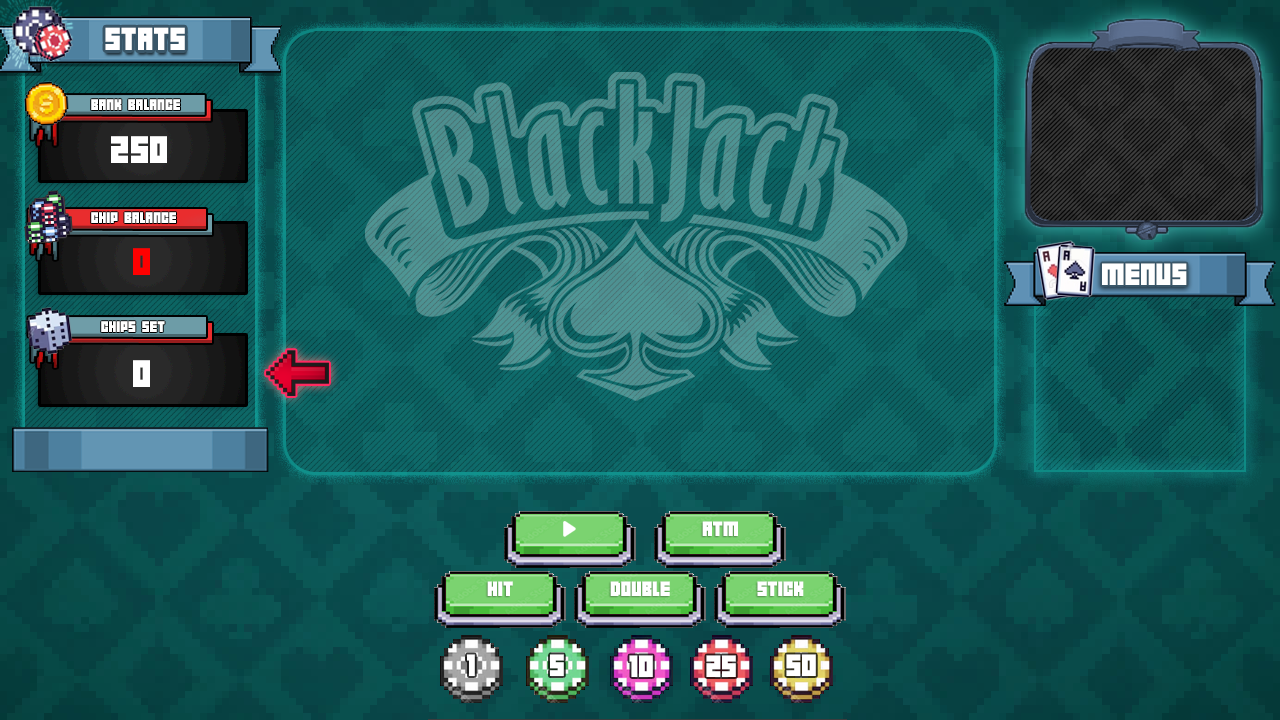 STATS
BANK BALANCE
250
CHIP BALANCE
0
CHIPS SET
0
BlackJack
A A
A
MENUS
ATM
HIT DOUBLE STICK
1 5 10 25 50